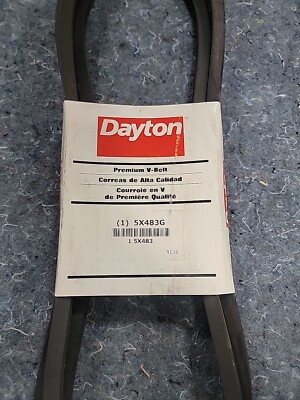 Dayton
Premium V-Belt
Correas de Alta Calidad
Courroie en V
de Première Qualité
(1) 5X483G
1 5X483